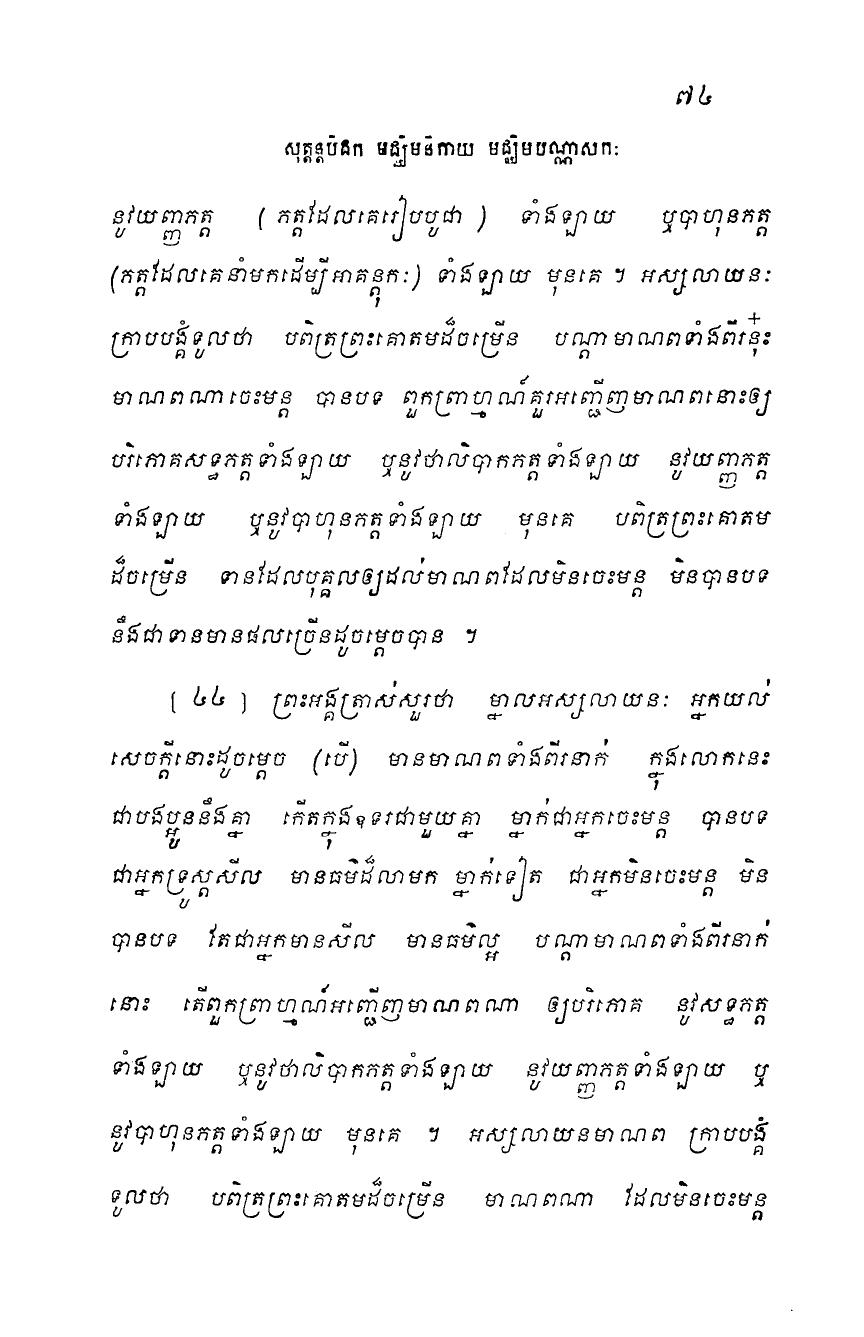 ៧៤
សុត្តន្តបិដក មជ្ឈិមនិកាយ មជ្ឈិមបណ្ណាសកៈ
នូវយញ្ញភត្ត (ភត្តដែលគេរៀបបូជា) ទាំងឡាយ ឬបាហុនភត្ត
(ភត្តដែលគេនាំមកដើម្បីអាគន្តុកៈ) ទាំងឡាយ មុនគេ ។ អស្សលាយនៈ
ក្រាបបង្គំទូលថា បពិត្រព្រះគោតមដ៏ចម្រើន បណ្តាមាណពទាំងពីរនុ៎ះ
មាណពណាចេះមន្ត បានបទ ពួកព្រាហ្មណ៍គួរអញ្ជើញមាណពនោះឲ្យ
បរិភោគសទ្ធភត្តទាំងឡាយ ឬនូវថាលិបាកភត្តទាំងឡាយ នូវយញ្ញភត្ត
ទាំងឡាយ ឬនូវបាហុនភត្តទាំងឡាយ មុនគេ បពិត្រព្រះគោតម
ដ៏ចម្រើន ទានដែលបុគ្គលឲ្យដល់មាណពដែលមិនចេះមន្ត មិនបានបទ
នឹងជាទានមានផលច្រើនដូចម្តេចបាន ។
[៤៤] ព្រះអង្គត្រាស់សួរថា ម្នាលអស្សលាយនៈ អ្នកយល់
សេចក្តីនោះដូចម្តេច (បើ) មានមាណពទាំងពីរនាក់ ក្នុងលោកនេះ
ជាបងប្អូននឹងគ្នា កើតក្នុងឧទរជាមួយគ្នា ម្នាក់ជាអ្នកចេះមន្ត បានបទ
ជាអ្នកទ្រុស្តសីល មានធម៌ដ៏លាមក ម្នាក់ទៀត ជាអ្នកមិនចេះមន្ត មិន
បានបទ តែជាអ្នកមានសីល មានធម៌ល្អ បណ្តាមាណពទាំងពីរនាក់
នោះ តើពួកព្រាហ្មណ៍អញ្ជើញមាណពណា ឲ្យបរិភោគ នូវសទ្ធភត្ត
ទាំងឡាយ ឬនូវថាលិបាកភត្តទាំងឡាយ នូវយញ្ញភត្តទាំងឡាយ ឬ
នូវបាហុនភត្តទាំងឡាយ មុនគេ ។ អស្សលាយនមាណព ក្រាបបង្គំ
ទូលថា បពិត្រព្រះគោតមដ៏ចម្រើន មាណពណា ដែលមិនចេះមន្ត